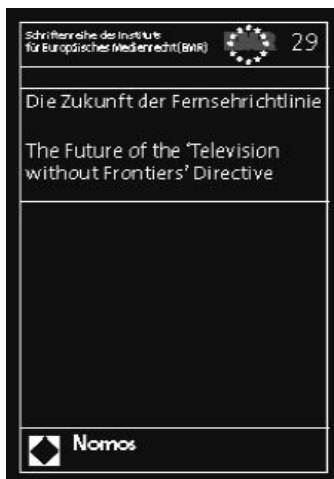 Schriftenreihe des Instituts
für Europäisches Medienrecht (EMR)
29
Die Zukunft der Fernsehrichtlinie
The Future of the ‘Television
without Frontiers’ Directive
Nomos